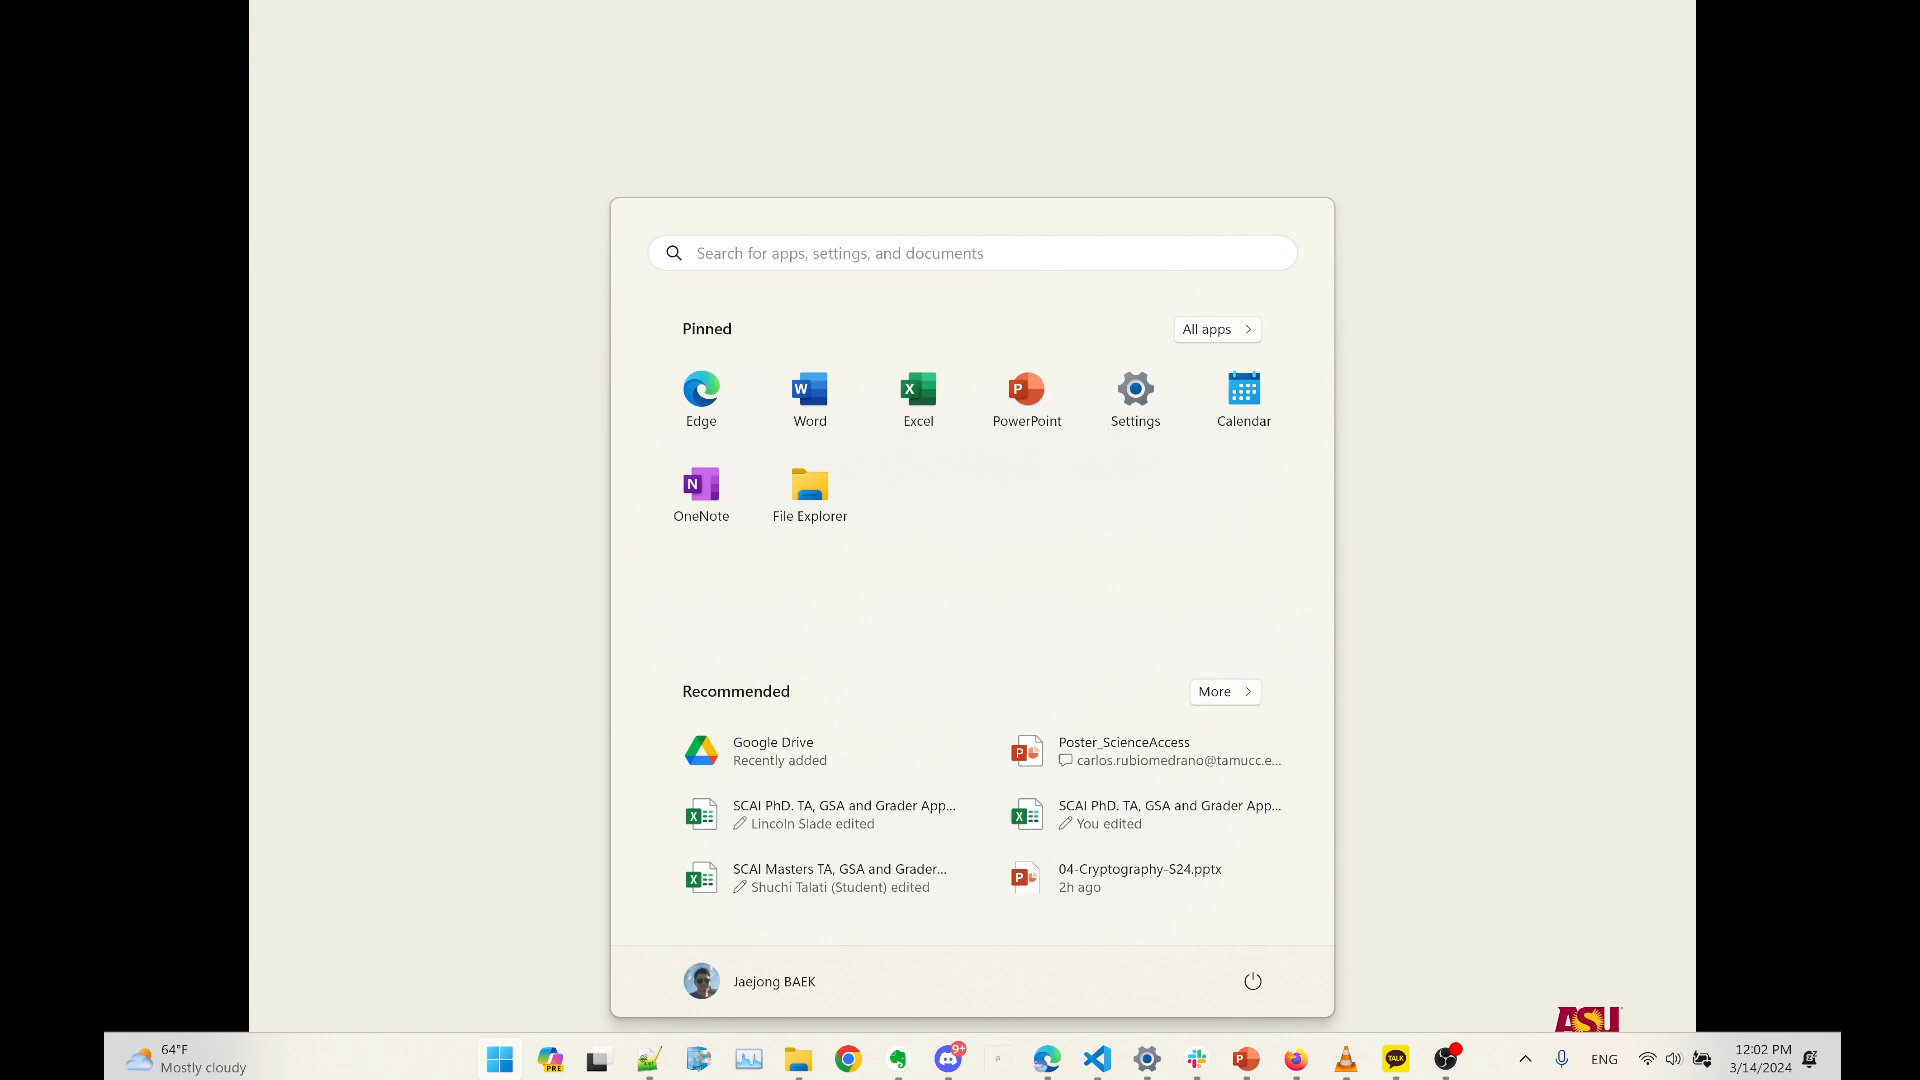 Search for apps, settings, and documents
Pinned
All apps
Edge
Word
Excel
PowerPoint
Settings
Calendar
OneNote
File Explorer
Recommended
More
Google Drive
Recently added
Poster_ScienceAccess
carlos.rubiomedrano@tamucc.e...
SCAI PhD. TA, GSA and Grader App...
Lincoln Slade edited
SCAI PhD. TA, GSA and Grader App...
You edited
SCAI Masters TA, GSA and Grader...
Shuchi Talati (Student) edited
04-Cryptography-S24.pptx
2h ago
Jaejong BAEK
ASU
64°F
Mostly cloudy
PRE
9+
TALK
ENG
12:02 PM
3/14/2024